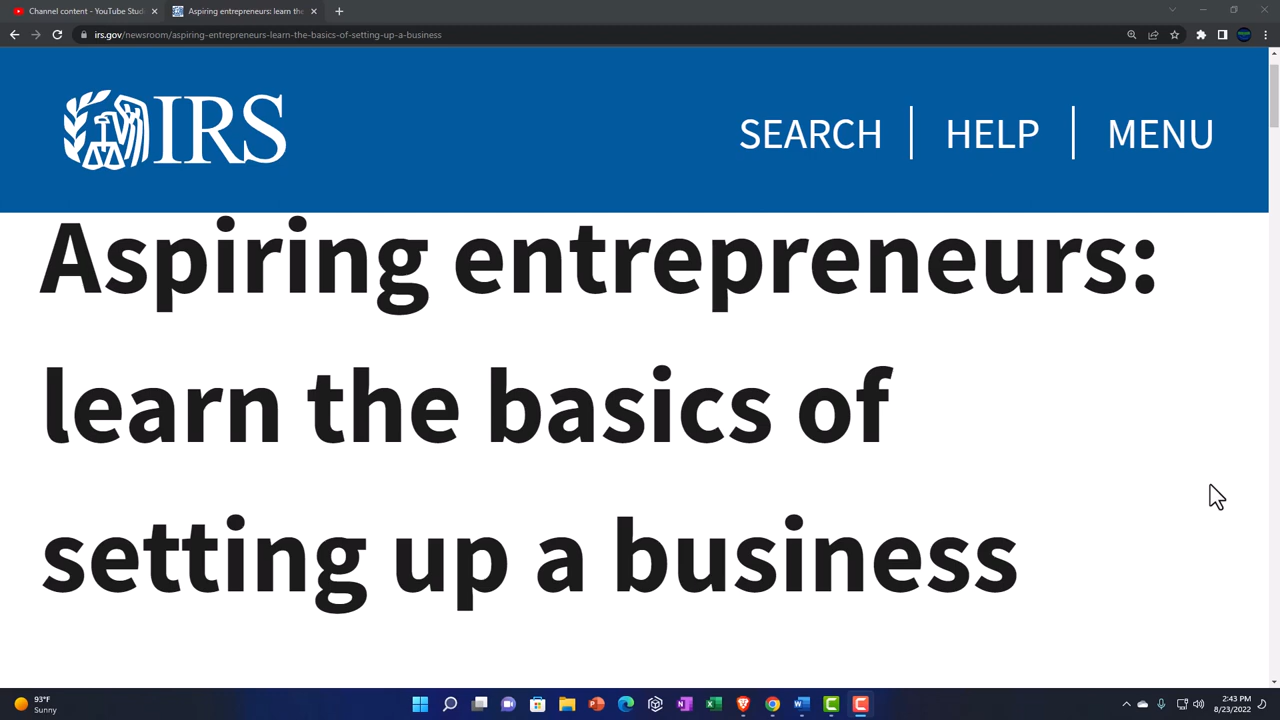 Channel content - YouTube Stud
Aspiring entrepreneurs: learn the
irs.gov/newsroom/aspiring-entrepreneurs-learn-the-basics-of-setting-up-a-business
IRS
SEARCH
HELP
MENU
Aspiring entrepreneurs:
learn the basics of
setting up a business
93°F
Sunny
2:43 PM
8/23/2022